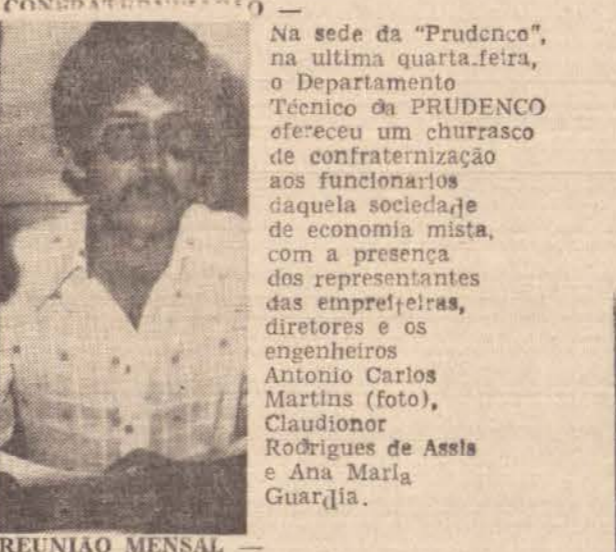 CONFRATERNIZAÇÃO —
Na sede da "Prudenco",
na ultima quarta-feira,
o Departamento
Técnico da PRUDENCO
ofereceu um churrasco
de confraternização
aos funcionarios
daquela sociedade
de economia mista,
com a presença
dos representantes
das empreiteiras,
diretores e os
engenheiros
Antonio Carlos
Martins (foto),
Claudionor
Rodrigues de Assis
e Ana Maria
Guardia.
REUNIÃO MENSAL —